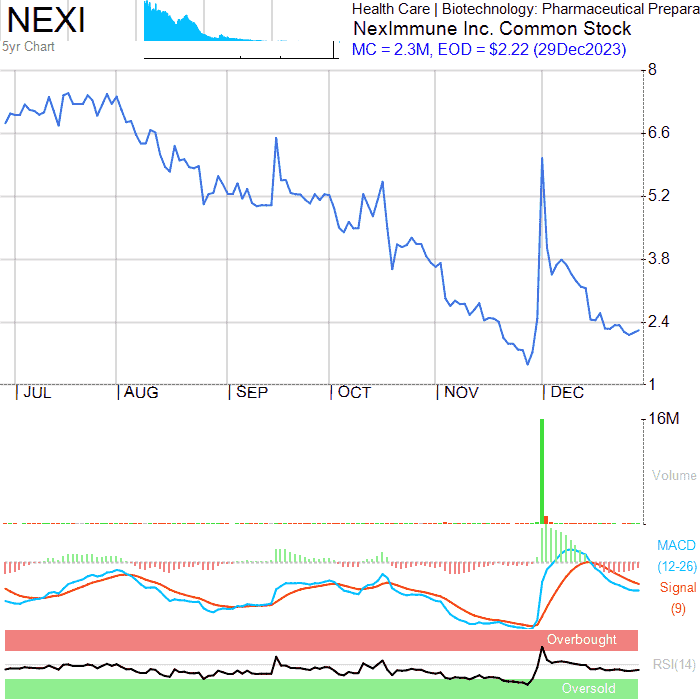 NEXI
5yr Chart
Health Care | Biotechnology: Pharmaceutical Prepara
NexImmune Inc. Common Stock
MC = 2.3M, EOD = $2.22 (29Dec2023)
8
6.6
5.2
3.8
2.4
1
JUL AUG SEP OCT NOV DEC
16M
Volume
MACD
(12-26)
Signal
(9)
Overbought
RSI(14)
Oversold